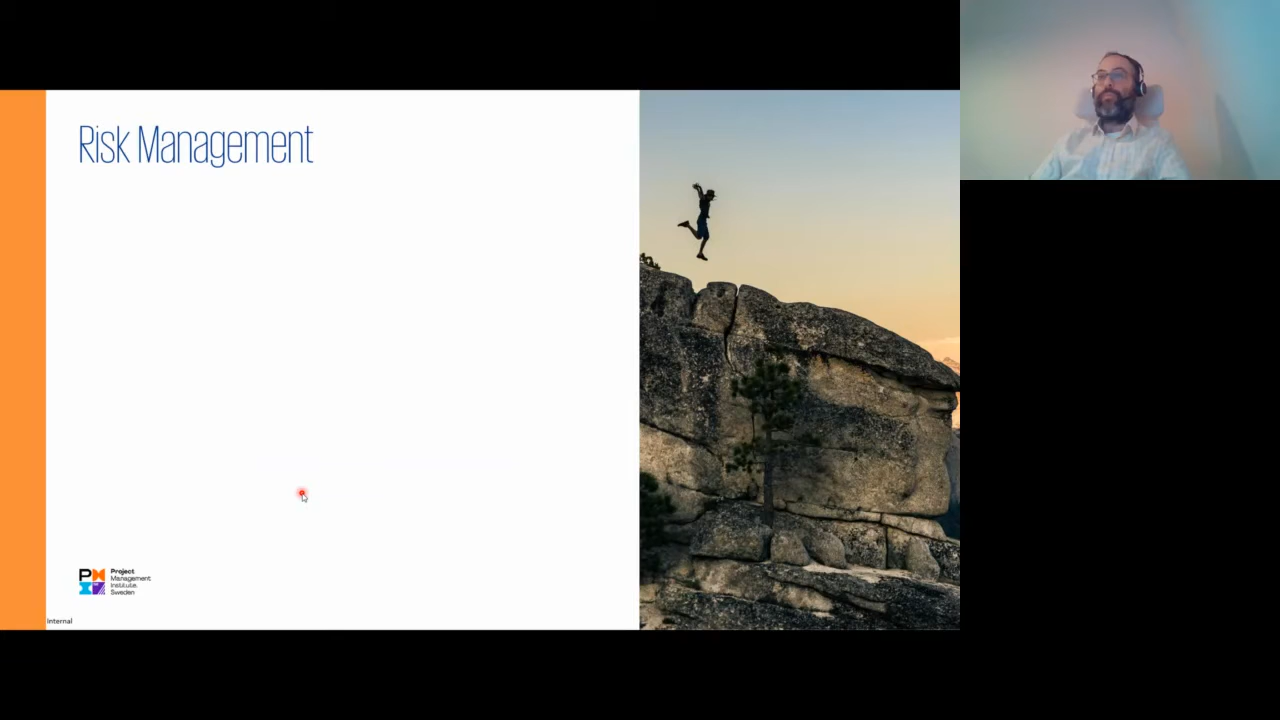 Risk Management
PMI
Project
Management
Institute.
Sweden
Internal